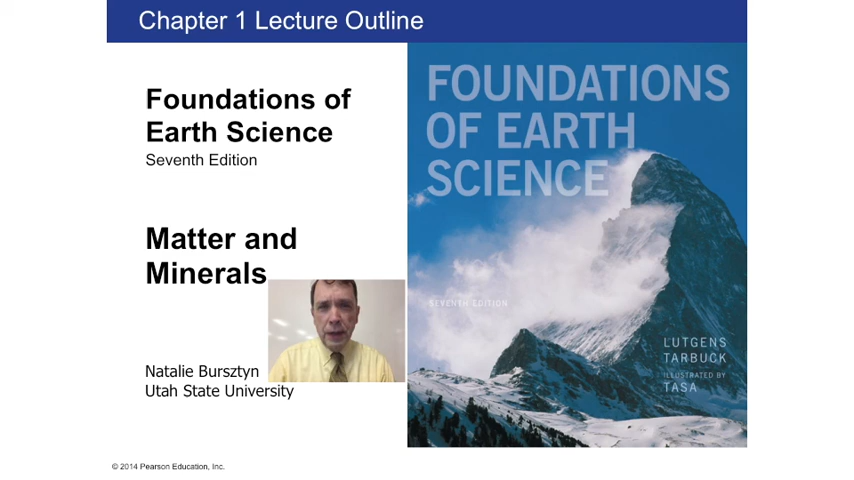 Chapter 1 Lecture Outline
Foundations of
Earth Science
Seventh Edition
Matter and
Minerals
Natalie Bursztyn
Utah State University
FOUNDATIONS
OF EARTH
SCIENCE
SEVENTH EDITION
LUTGENS
TARBUCK
ILLUSTRATED BY
TASA
© 2014 Pearson Education, Inc.